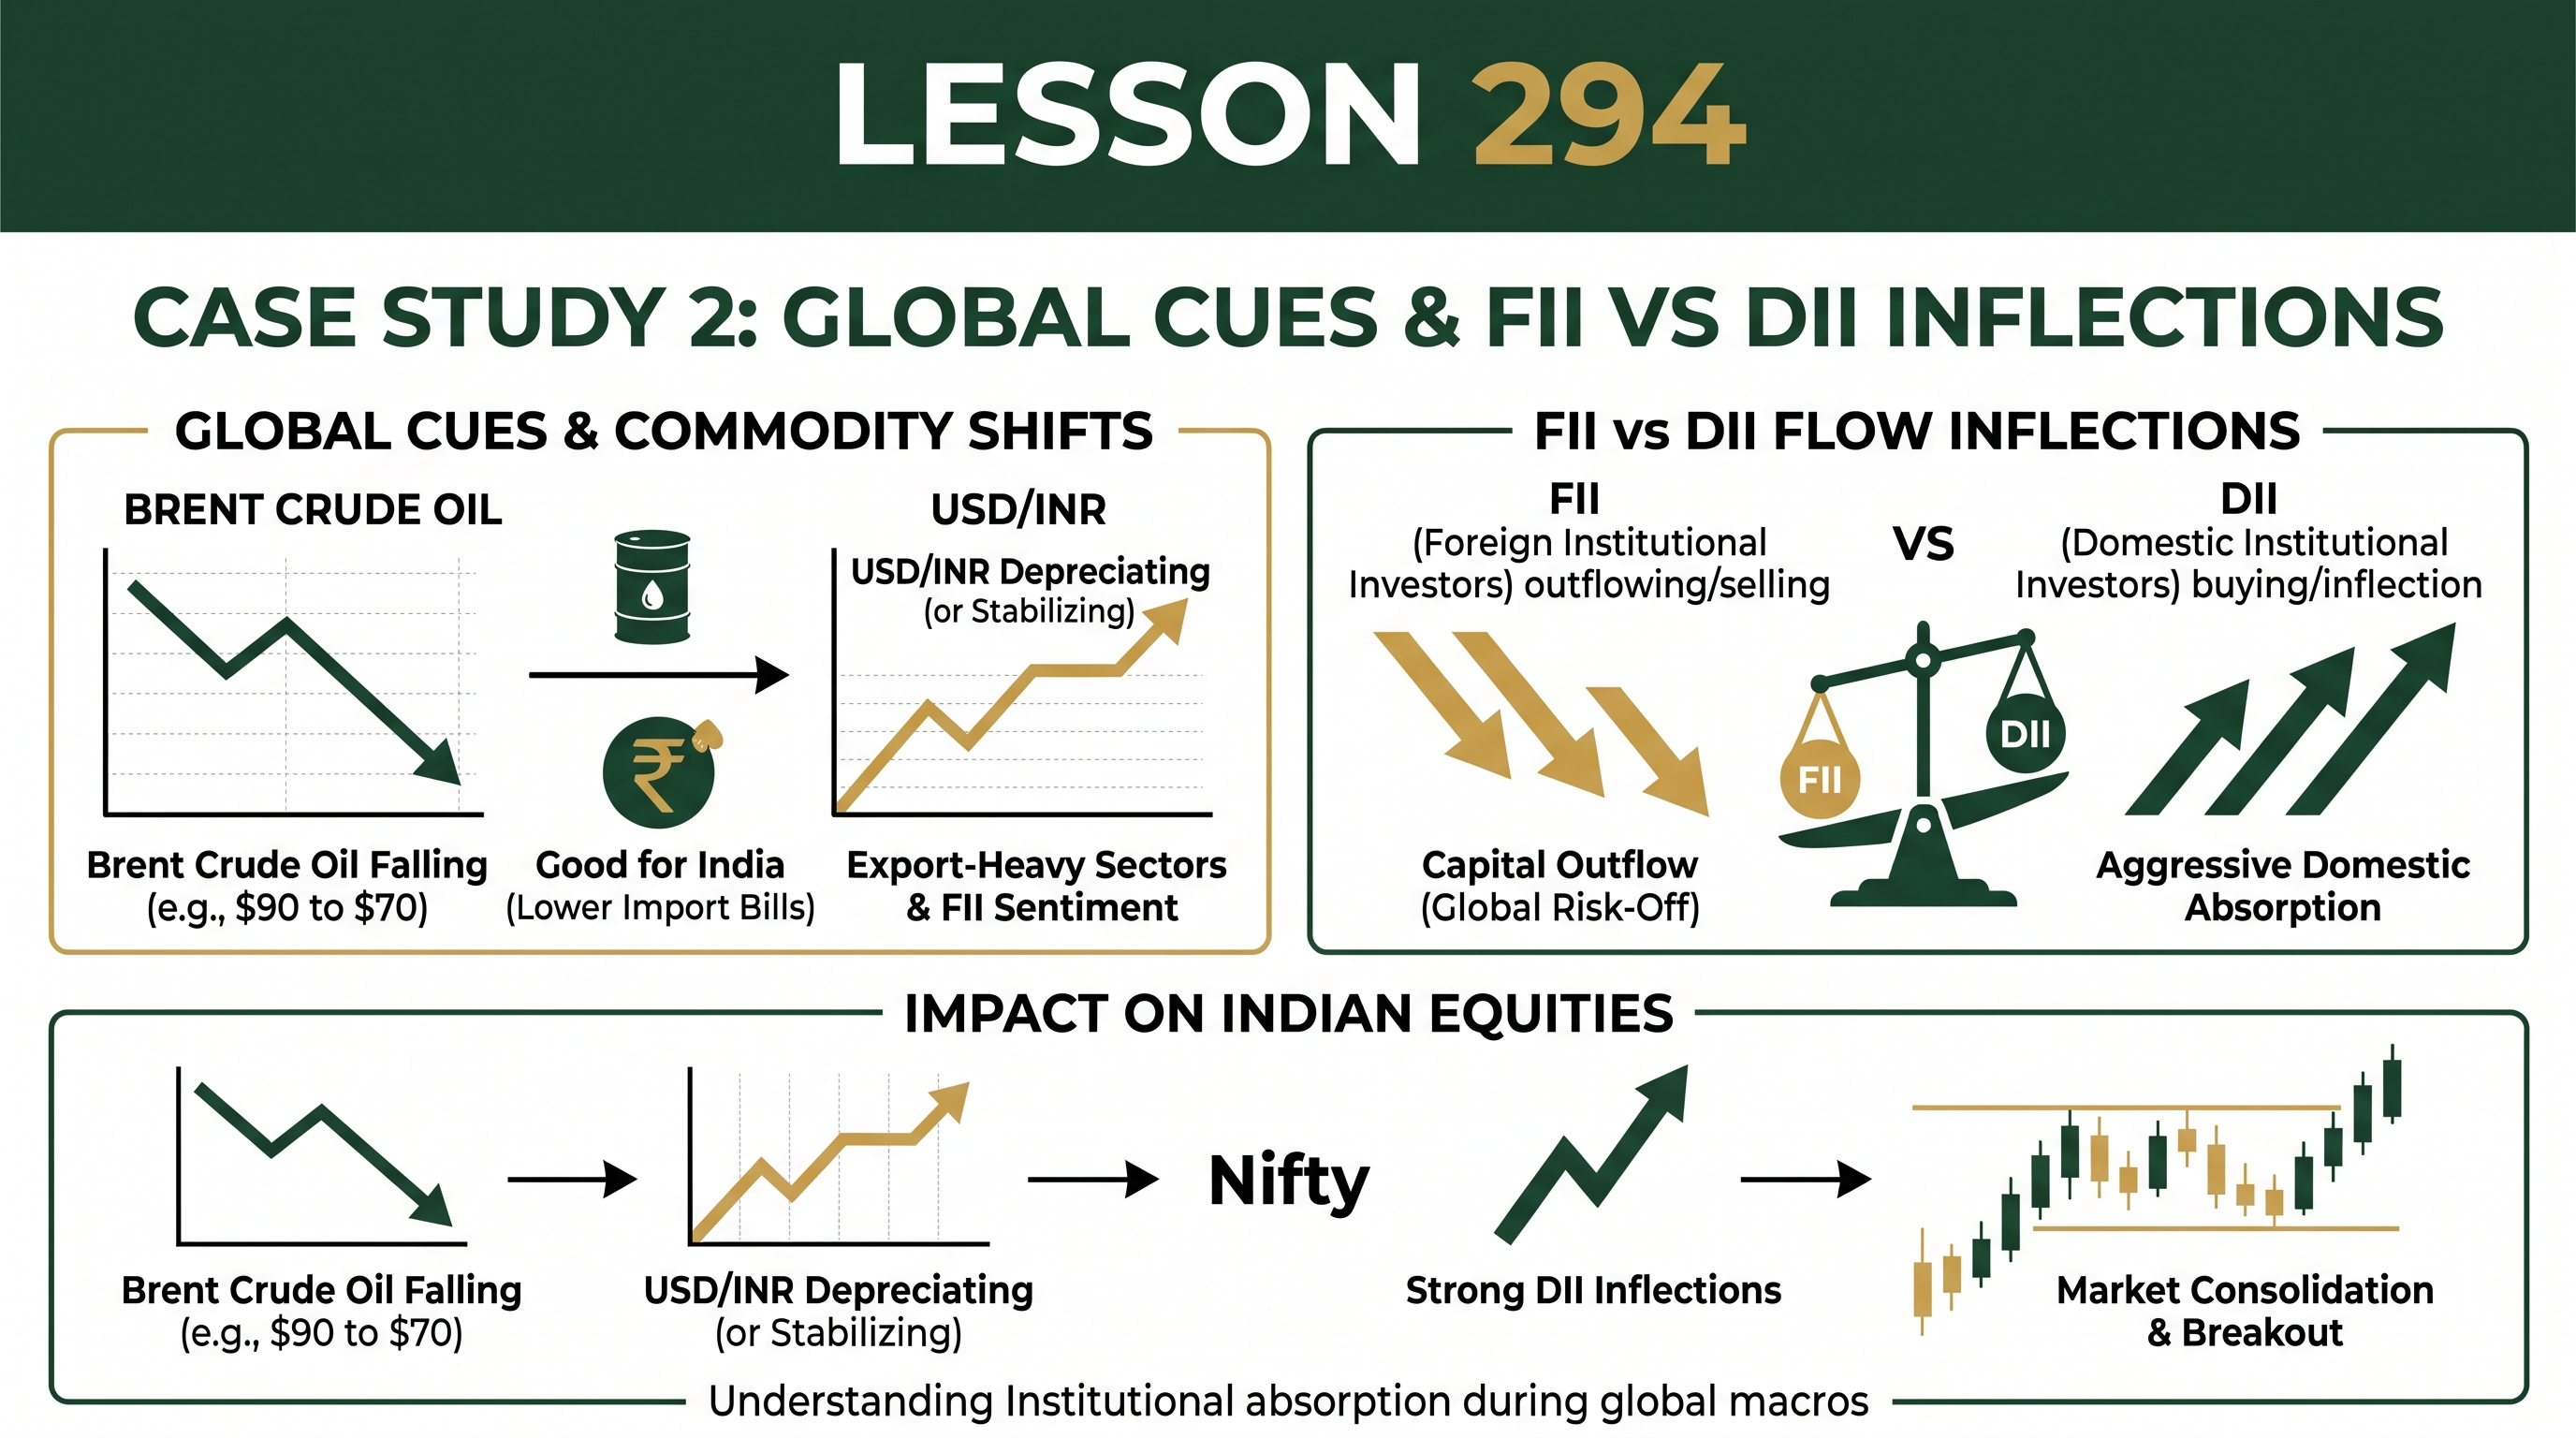 LESSON 294
CASE STUDY 2: GLOBAL CUES & FII VS DII INFLECTIONS
GLOBAL CUES & COMMODITY SHIFTS
BRENT CRUDE OIL
USD/INR
USD/INR Depreciating
(or Stabilizing)
₹
Brent Crude Oil Falling
(e.g., $90 to $70)
Good for India
(Lower Import Bills)
Export-Heavy Sectors
& FII Sentiment
FII vs DII FLOW INFLECTIONS
FII
(Foreign Institutional
Investors) outflowing/selling
VS
DII
(Domestic Institutional
Investors) buying/inflection
FII
DII
Capital Outflow
(Global Risk-Off)
Aggressive Domestic
Absorption
IMPACT ON INDIAN EQUITIES
Brent Crude Oil Falling
(e.g., $90 to $70)
USD/INR Depreciating
(or Stabilizing)
Nifty
Strong DII Inflections
Market Consolidation
& Breakout
Understanding Institutional absorption during global macros